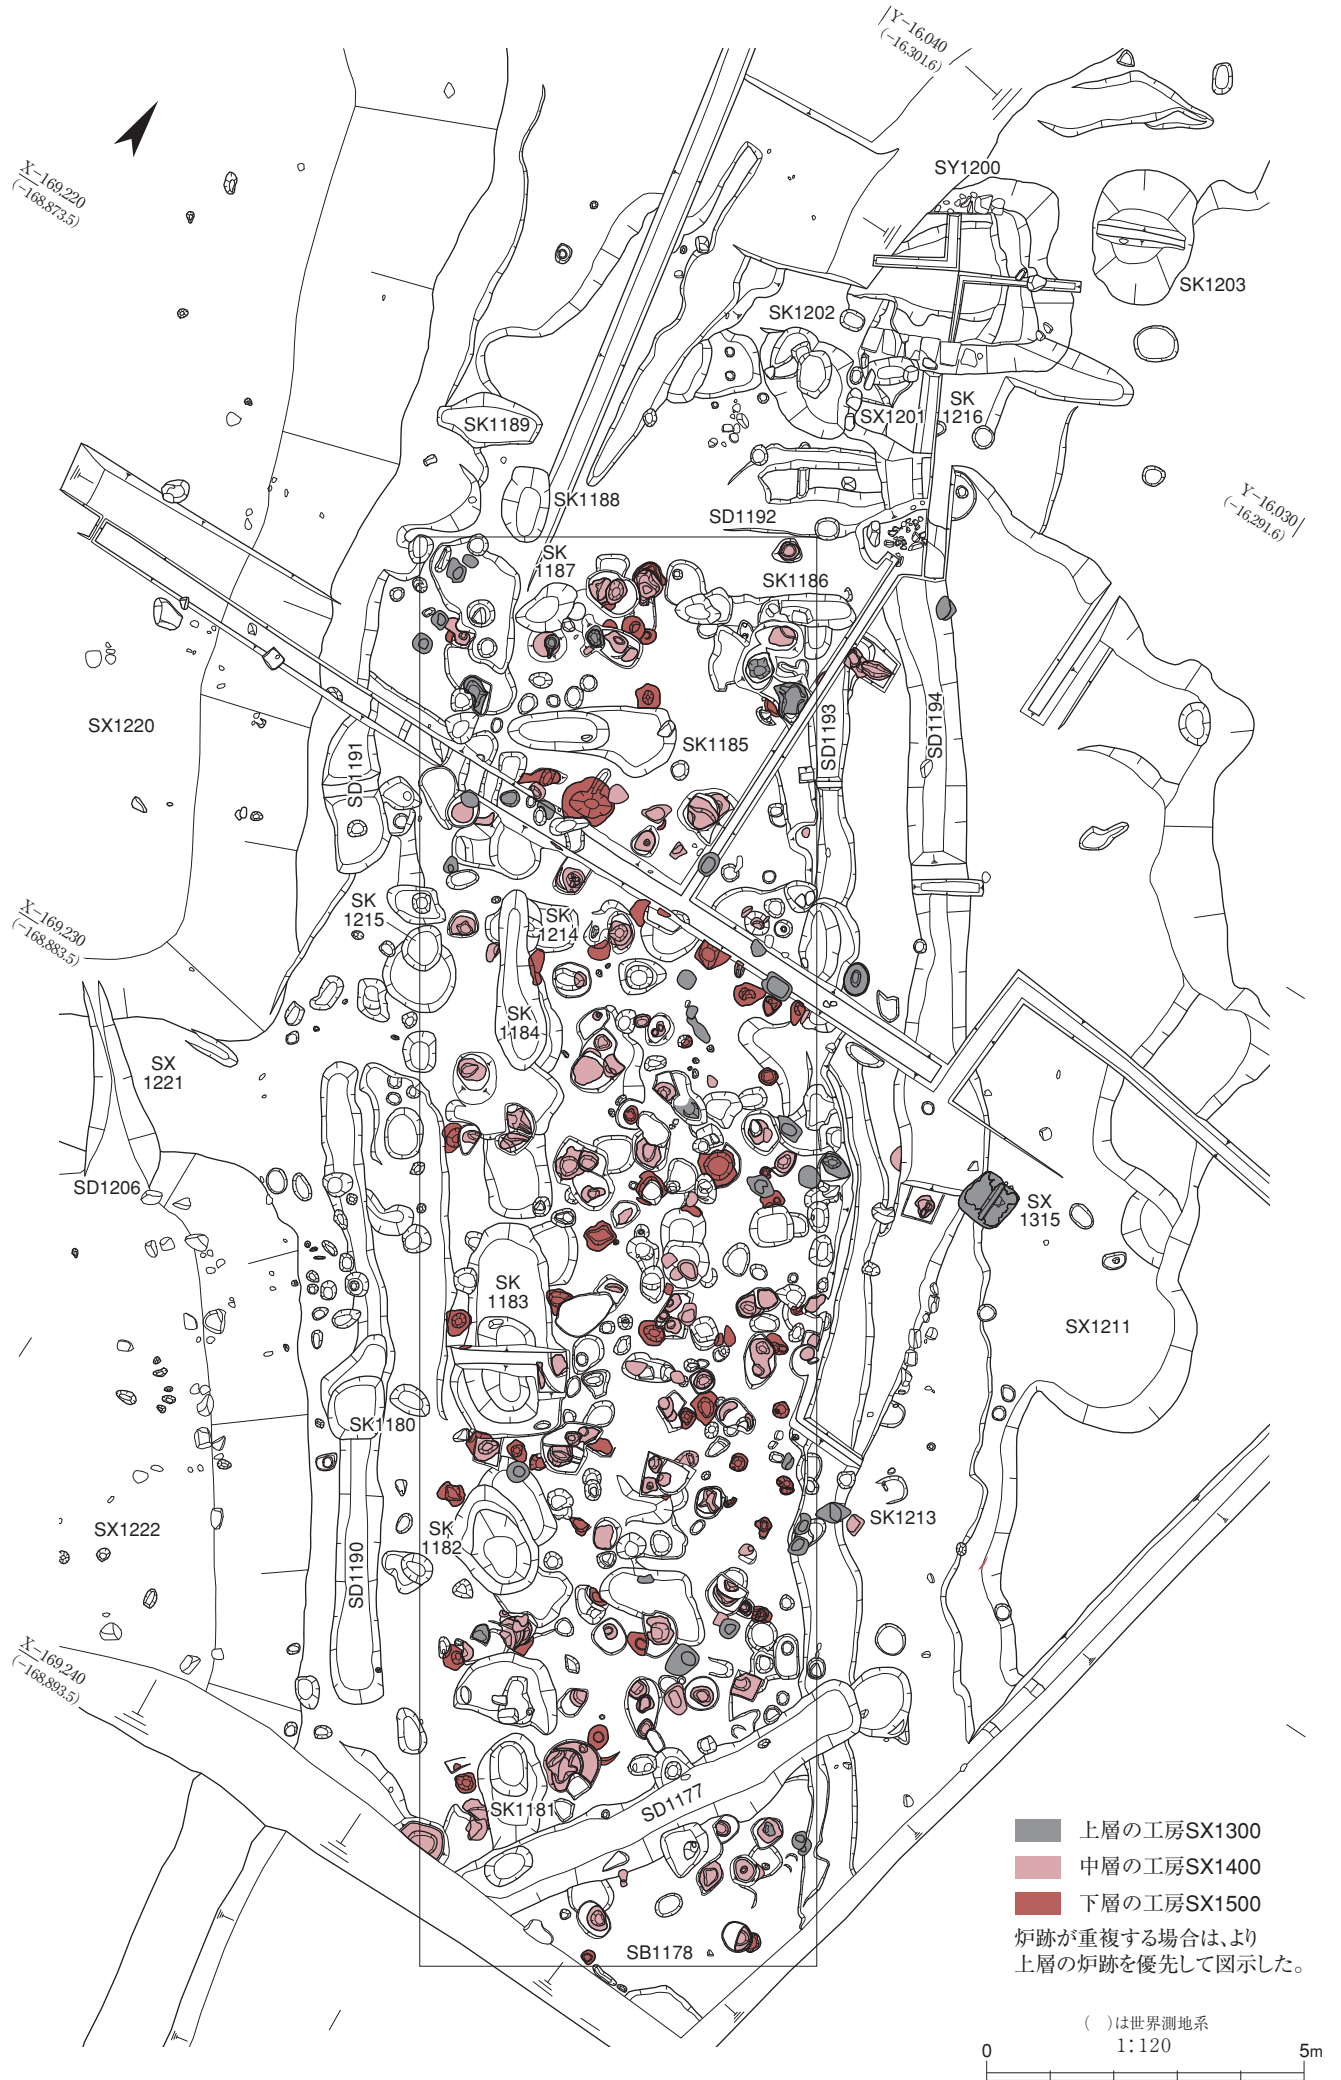 Y−16,040
(−16,301.6)
X−169,220
(−168,873.5)
SY1200
SK1203
SK1202
SK1189
SX1201
SK
1216
SK1188
Y−16,030
(−16,291.6)
SD1192
SK
1187
SK1186
SX1220
SD1191
SK1185
SD1193
SD1194
X−169,230
(−168,883.5)
SK
1215
SK
1214
SK
1184
SX
1221
SD1206
SX
1315
SK
1183
SX1211
SK1180
SX1222
SK
1182
SK1213
SD1190
X−169,240
(−168,893.5)
SK1181
SD1177
SB1178
上層の工房SX1300
中層の工房SX1400
下層の工房SX1500
炉跡が重複する場合は、より
上層の炉跡を優先して図示した。
(　)は世界測地系
1：120
0 5m